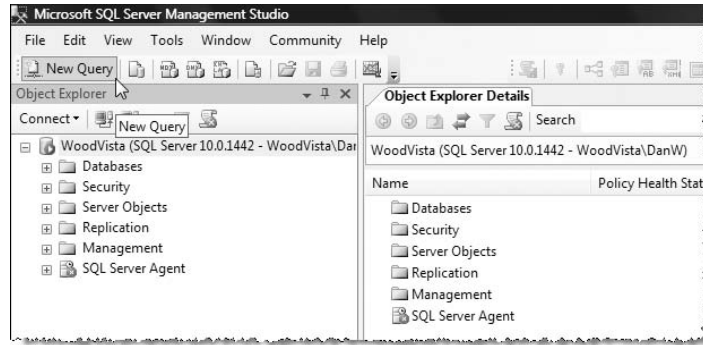 Microsoft SQL Server Management Studio
File Edit View Tools Window Community Help
New Query
Object Explorer
Connect
New Query
WoodVista (SQL Server 10.0.1442 - WoodVista\Dan
Databases
Security
Server Objects
Replication
Management
SQL Server Agent
Object Explorer Details
Search
WoodVista (SQL Server 10.0.1442 - WoodVista\DanW)
Name Policy Health Stat
Databases
Security
Server Objects
Replication
Management
SQL Server Agent